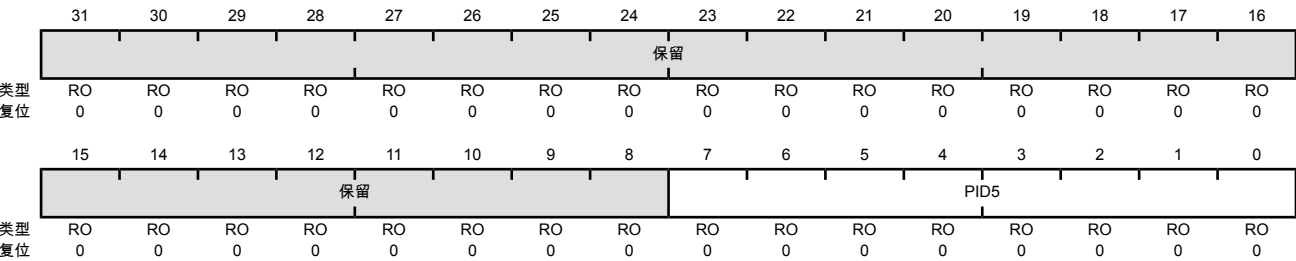 31 30 29 28 27 26 25 24 23 22 21 20 19 18 17 16
保留
类型 RO RO RO RO RO RO RO RO RO RO RO RO RO RO RO RO
复位 0 0 0 0 0 0 0 0 0 0 0 0 0 0 0 0
15 14 13 12 11 10 9 8 7 6 5 4 3 2 1 0
保留 PID5
类型 RO RO RO RO RO RO RO RO RO RO RO RO RO RO RO RO
复位 0 0 0 0 0 0 0 0 0 0 0 0 0 0 0 0